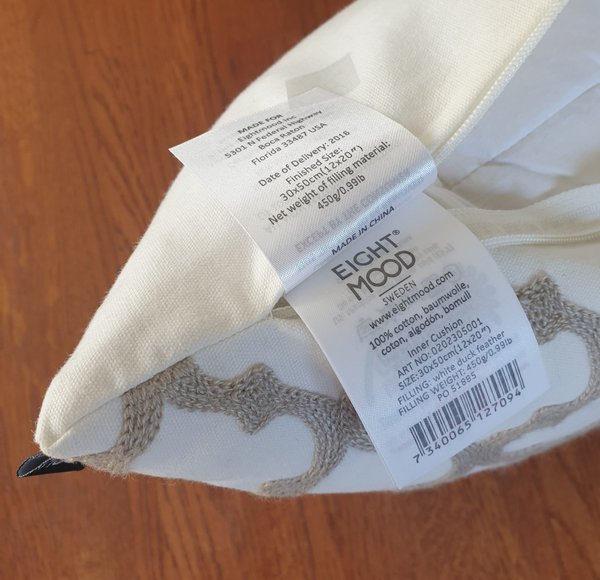 MADE FOR
Eightmood Inc
5301 N Federal Highway
Boca Raton
Florida 33487 USA
Date of Delivery: 2016
Finished Size:
30x50cm(12x20")
Net weight of filling material:
450g/0.99lb
MADE IN CHINA
EIGHT
MOOD®
SWEDEN
www.eightmood.com
100% cotton, baumwolle,
coton, algodón, bomull
Inner Cushion
ART NO: 0202305001
SIZE:30x50cm(12x20")
FILLING: white duck feather
FILLING WEIGHT: 450g/0.99lb
PO 51885
7 340065 127094